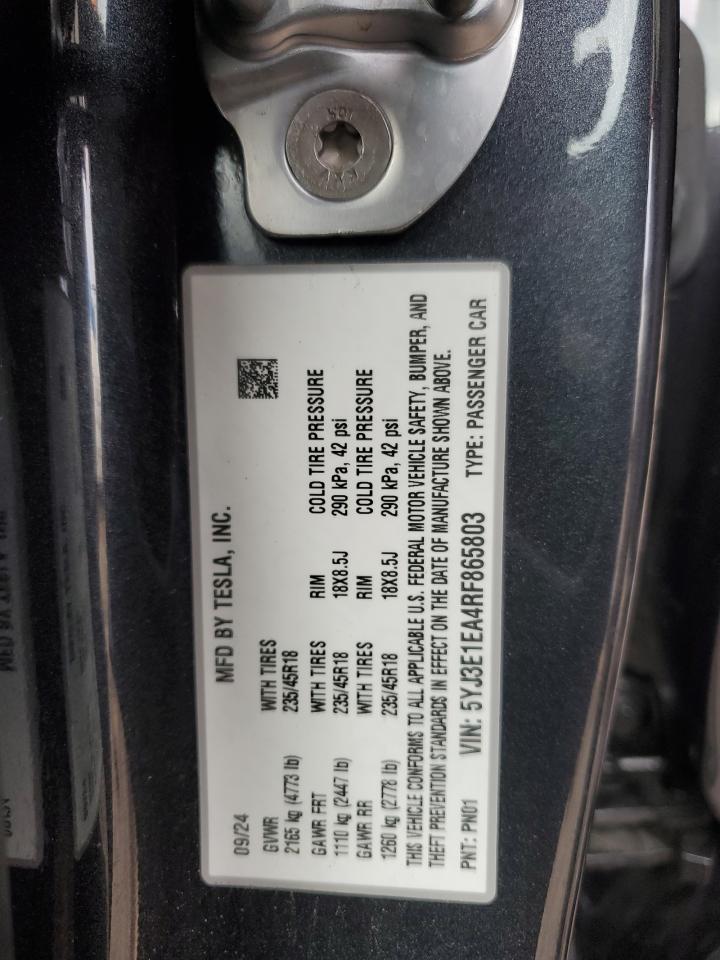 MFD BY TESLA, INC.
09/24
GVWR WITH TIRES
2165 kg (4773 lb) 235/45R18
GAWR FRT WITH TIRES RIM COLD TIRE PRESSURE
1110 kg (2447 lb) 235/45R18 18X8.5J 290 kPa, 42 psi
GAWR RR WITH TIRES RIM COLD TIRE PRESSURE
1260 kg (2778 lb) 235/45R18 18X8.5J 290 kPa, 42 psi
THIS VEHICLE CONFORMS TO ALL APPLICABLE U.S. FEDERAL MOTOR VEHICLE SAFETY, BUMPER, AND
THEFT PREVENTION STANDARDS IN EFFECT ON THE DATE OF MANUFACTURE SHOWN ABOVE.
PNT: PN01 VIN: 5YJ3E1EA4RF865803 TYPE: PASSENGER CAR